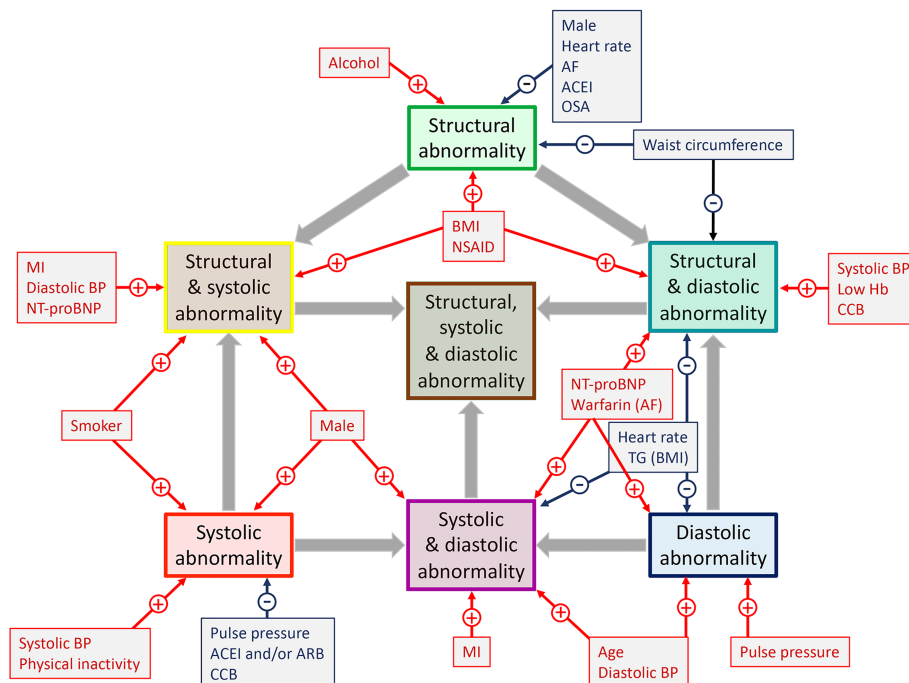 Male
Heart rate
AF
ACEI
OSA
Alcohol
+
-
Structural
abnormality
-
Waist circumference
+
-
BMI
NSAID
MI
Diastolic BP
NT-proBNP
+
Structural
& systolic
abnormality
+
+
Structural
& diastolic
abnormality
+
Systolic BP
Low Hb
CCB
Structural,
systolic
& diastolic
abnormality
+
+
+
-
NT-proBNP
Warfarin (AF)
Smoker
Male
Heart rate
TG (BMI)
+
+
+
+
-
+
-
Systolic
abnormality
Systolic
& diastolic
abnormality
Diastolic
abnormality
+
-
+
+
+
+
Systolic BP
Physical inactivity
Pulse pressure
ACEI and/or ARB
CCB
MI
Age
Diastolic BP
Pulse pressure